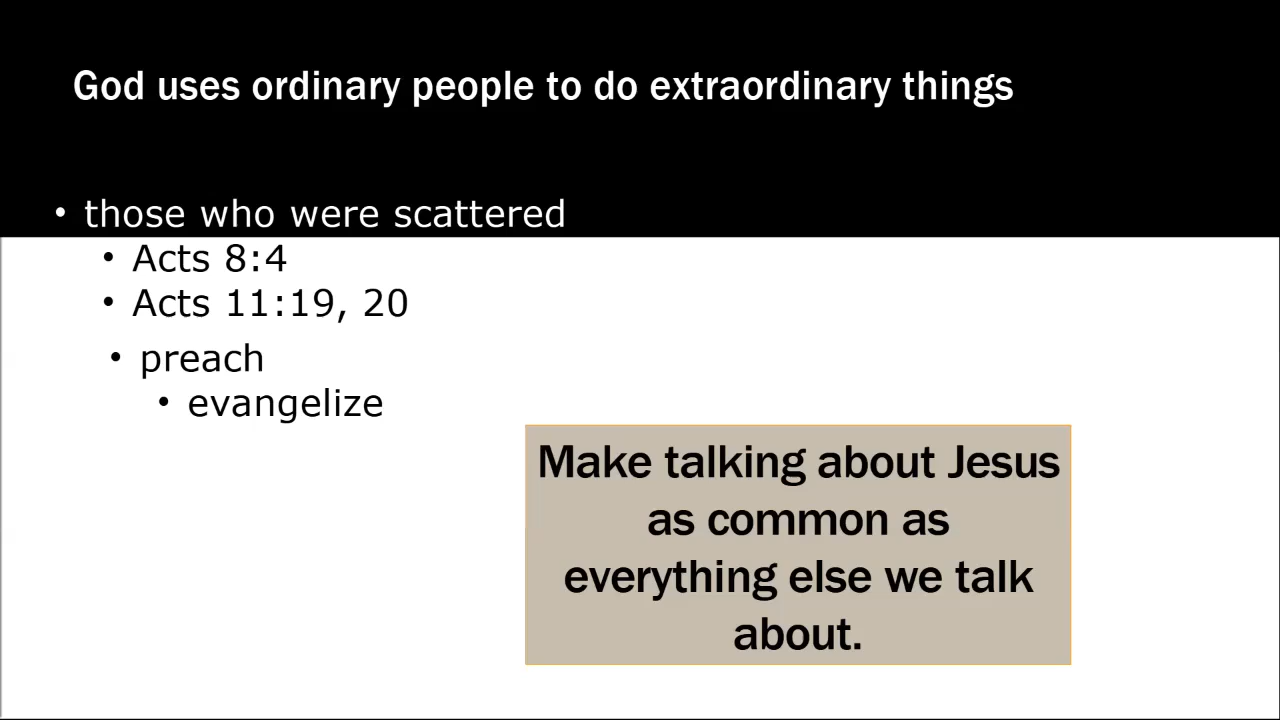 God uses ordinary people to do extraordinary things
• those who were scattered
• Acts 8:4
• Acts 11:19, 20
• preach
• evangelize
Make talking about Jesus
as common as
everything else we talk
about.